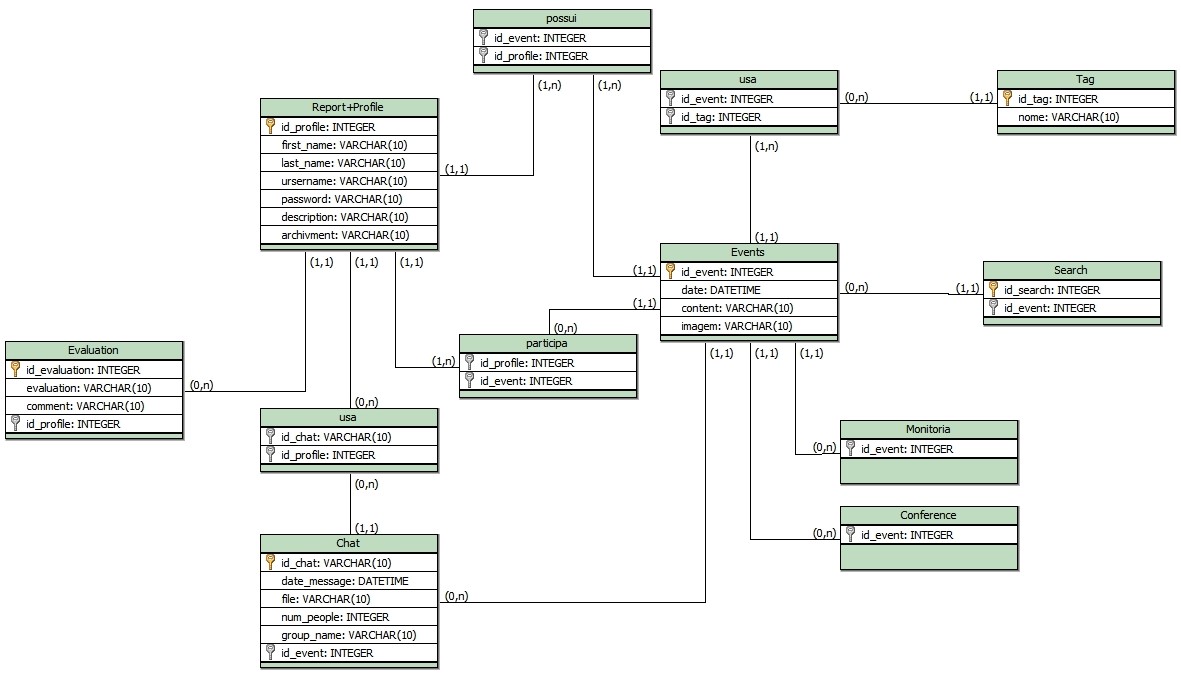 possui
id_event: INTEGER
id_profile: INTEGER
(1,n)
(1,n)
usa
id_event: INTEGER
id_tag: INTEGER
(0,n)
(1,1)
(1,n)
(1,1)
Tag
id_tag: INTEGER
nome: VARCHAR(10)
Report+Profile
id_profile: INTEGER
first_name: VARCHAR(10)
last_name: VARCHAR(10)
ursername: VARCHAR(10)
password: VARCHAR(10)
description: VARCHAR(10)
archivment: VARCHAR(10)
(1,1)
(1,1)
(1,1)
(1,1)
Events
id_event: INTEGER
date: DATETIME
content: VARCHAR(10)
imagem: VARCHAR(10)
(1,1)
(1,1)
(0,n)
(1,1)
(1,1)
(1,1)
(1,1)
Search
id_search: INTEGER
id_event: INTEGER
(0,n)
participa
id_profile: INTEGER
id_event: INTEGER
(1,n)
Evaluation
id_evaluation: INTEGER
evaluation: VARCHAR(10)
comment: VARCHAR(10)
id_profile: INTEGER
(0,n)
(0,n)
usa
id_chat: VARCHAR(10)
id_profile: INTEGER
(0,n)
(1,1)
Monitoria
id_event: INTEGER
(0,n)
Conference
id_event: INTEGER
(0,n)
Chat
id_chat: VARCHAR(10)
date_message: DATETIME
file: VARCHAR(10)
num_people: INTEGER
group_name: VARCHAR(10)
id_event: INTEGER
(0,n)